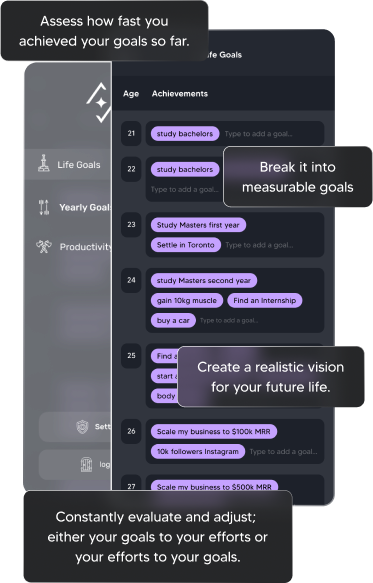 Assess how fast you
achieved your goals so far.
ife Goals
Age Achievements
21 study bachelors Type to add a goal...
22 study bachelors
Type to add a goal...
Break it into
measurable goals
Life Goals
Yearly Goal
Productivity
23 Study Masters first year
Settle in Toronto Type to add a goal...
24 study Masters second year
gain 10kg muscle Find an Internship
buy a car Type to add a goal...
25 Find a
start a
body
Create a realistic vision
for your future life.
26 Scale my business to $100k MRR
10k followers Instagram Type to add a goal...
27 Scale my business to $500k MRR
Sett
log
Constantly evaluate and adjust;
either your goals to your efforts or
your efforts to your goals.